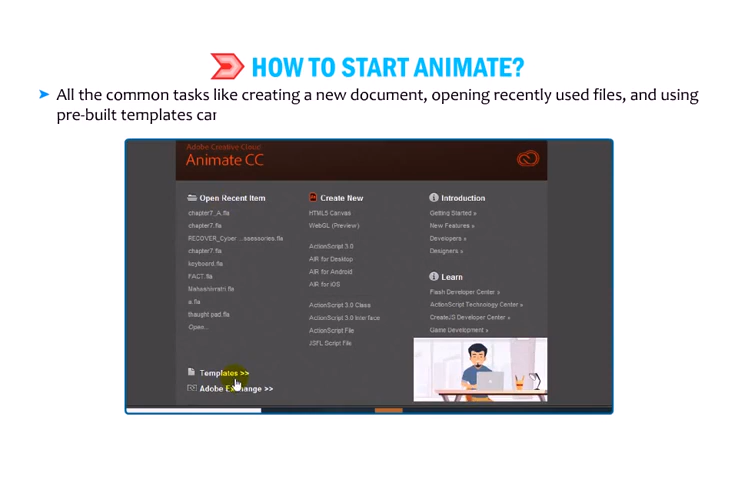 HOW TO START ANIMATE?
➤ All the common tasks like creating a new document, opening recently used files, and using
pre-built templates car
Adobe Creative Cloud
Animate CC
Open Recent Item
chapter7_A.fla
chapter7.fla
RECOVER_Cyber ...ssessories.fla
chapter7.fla
keyboard.fla
FACT.fla
a.fla
thought pad.fla
Open...
Templates >>
Adobe Exchange >>
Create New
HTML5 Canvas
WebGL (Preview)
ActionScript 3.0
AIR for Desktop
AIR for Android
AIR for iOS
ActionScript 3.0 Class
ActionScript 3.0 Interface
ActionScript File
JSFL Script File
Introduction
Getting Started »
New Features »
Developers »
Designers »
Learn
Flash Developer Center »
ActionScript Technology Center »
CreateJS Developer Center »
Game Development »